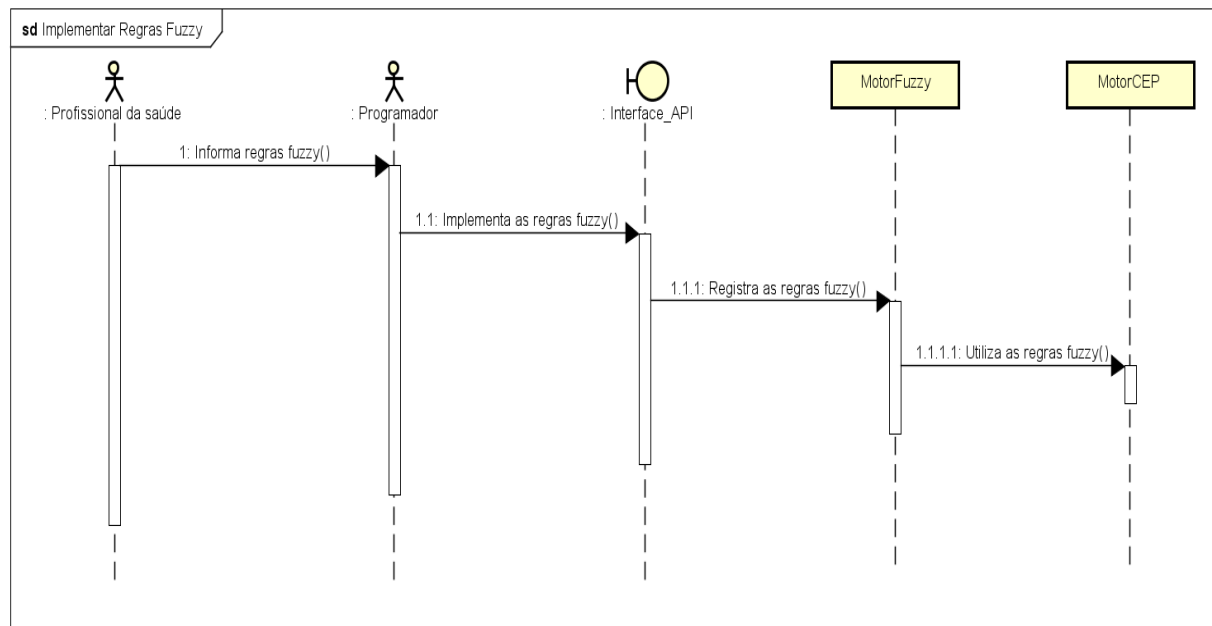 sd Implementar Regras Fuzzy
: Profissional da saúde
: Programador
: Interface_API
MotorFuzzy
MotorCEP
1: Informa regras fuzzy()
1.1: Implementa as regras fuzzy()
1.1.1: Registra as regras fuzzy()
1.1.1.1: Utiliza as regras fuzzy()